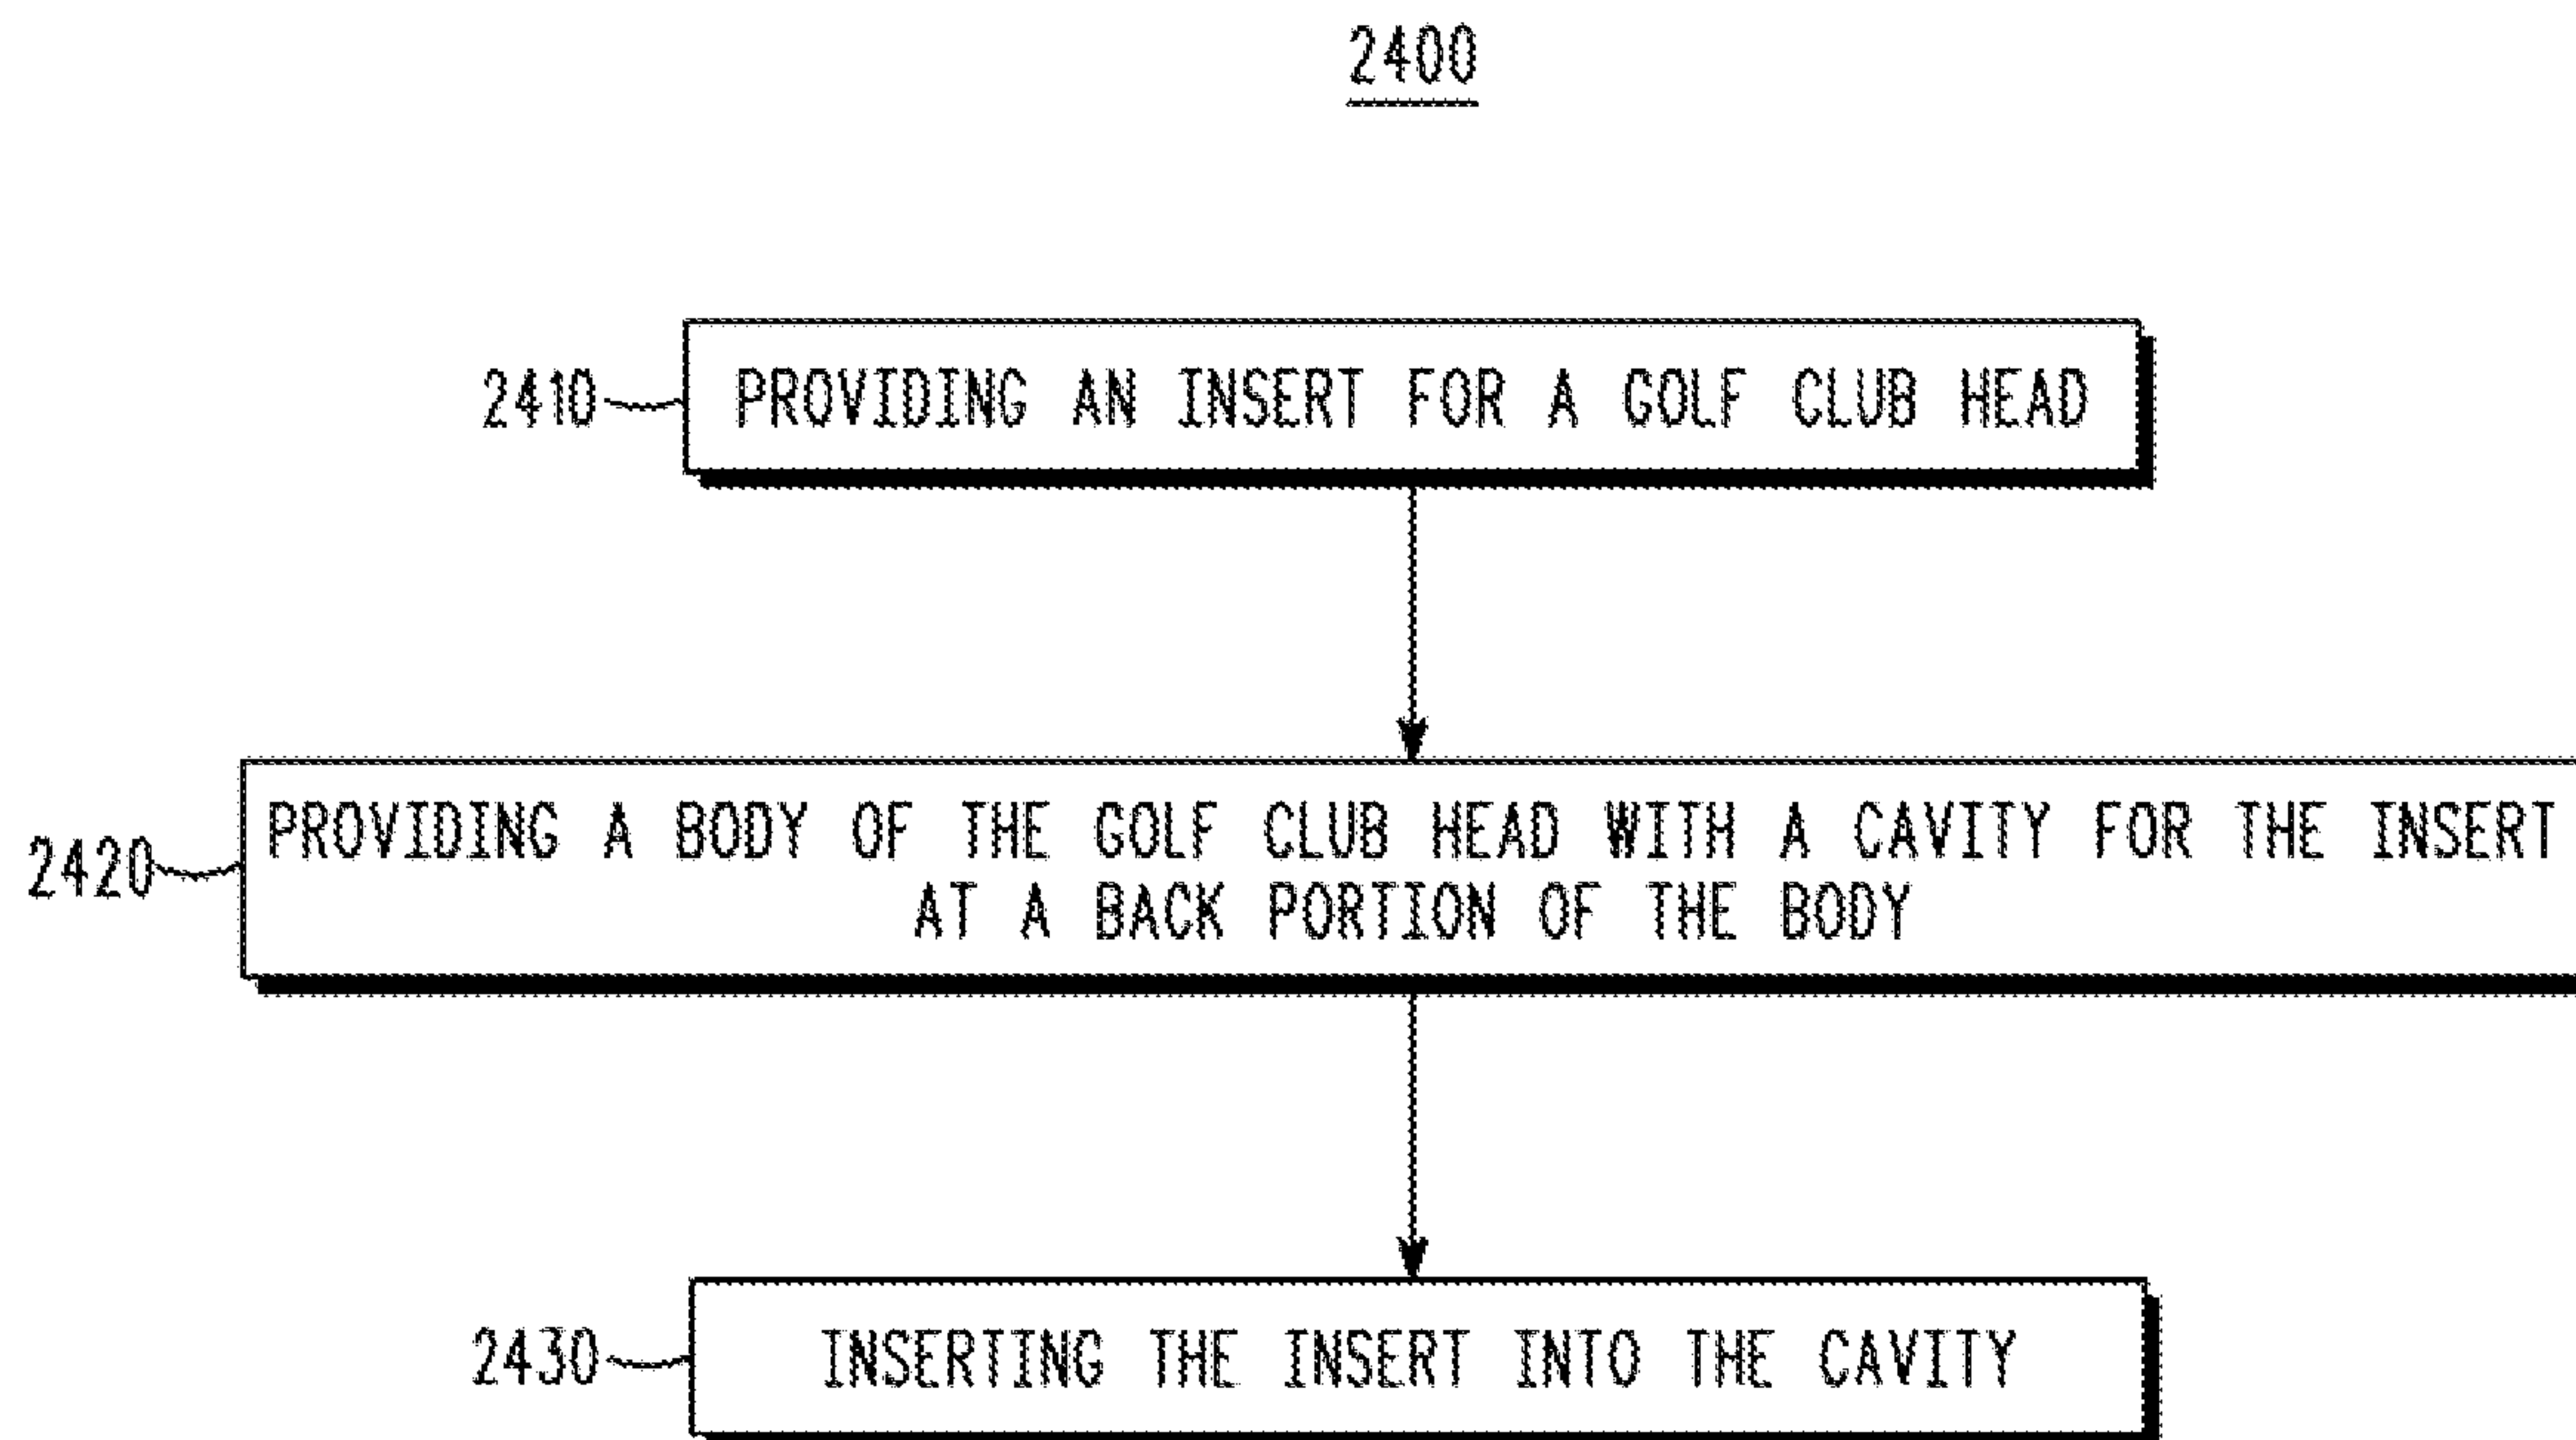 2400
2410 PROVIDING AN INSERT FOR A GOLF CLUB HEAD
2420 PROVIDING A BODY OF THE GOLF CLUB HEAD WITH A CAVITY FOR THE INSERT
AT A BACK PORTION OF THE BODY
2430 INSERTING THE INSERT INTO THE CAVITY